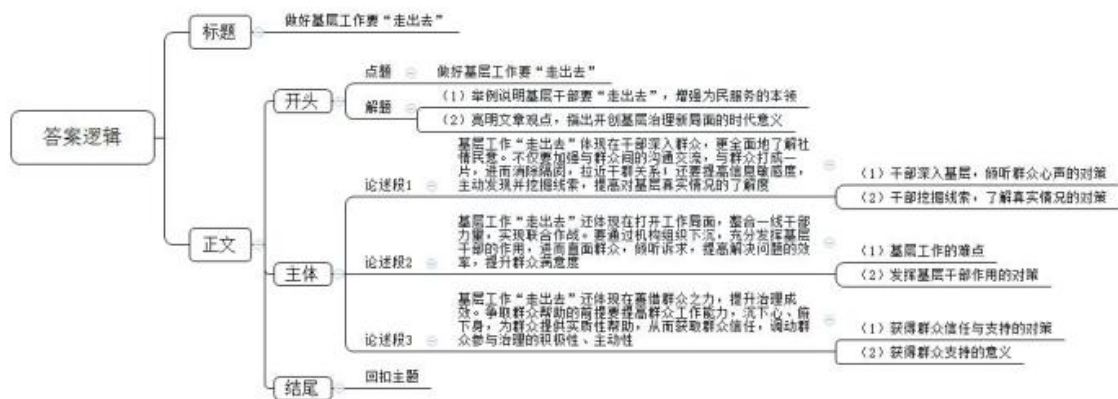 答案逻辑
标题
做好基层工作要“走出去”
正文
开头
点题
做好基层工作要“走出去”
解题
（1）举例说明基层干部要“走出去”，增强为民服务的本领
（2）亮明文章观点，指出开创基层治理新局面的时代意义
主体
论述段1
基层工作“走出去”体现在干部深入群众，更全面地了解社
情民意。不仅要加强与群众间的沟通交流，与群众打成一
片，进而消除隔阂，拉近干群关系；还要提高信息敏感度，
主动发现并挖掘线索，提高对基层真实情况的了解度
（1）干部深入基层，倾听群众心声的对策
（2）干部挖掘线索，了解真实情况的对策
论述段2
基层工作“走出去”还体现在打开工作局面，整合一线干部
力量，实现联合作战。要通过机构组织下沉，充分发挥基层
干部的作用，进而直面群众，倾听诉求，提高解决问题的效
率，提升群众满意度
（1）基层工作的难点
（2）发挥基层干部作用的对策
论述段3
基层工作“走出去”还体现在善借群众之力，提升治理成
效。争取群众帮助的前提要提高群众工作能力，沉下心、俯
下身，为群众提供实质性帮助，从而获取群众信任，调动群
众参与治理的积极性、主动性
（1）获得群众信任与支持的对策
（2）获得群众支持的意义
结尾
回扣主题